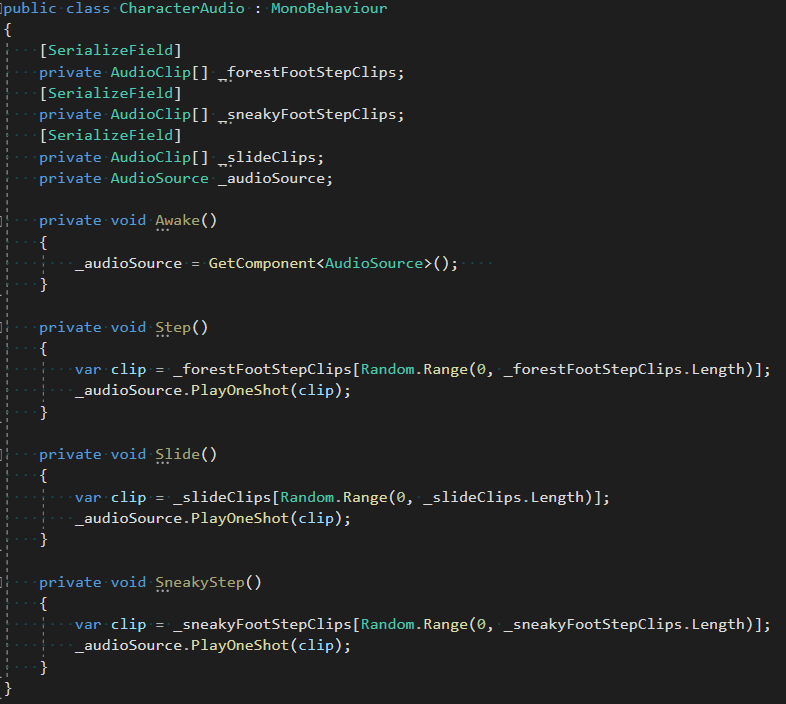 public class CharacterAudio : MonoBehaviour
{
    [SerializeField]
    private AudioClip[] _forestFootStepClips;
    [SerializeField]
    private AudioClip[] _sneakyFootStepClips;
    [SerializeField]
    private AudioClip[] _slideClips;
    private AudioSource _audioSource;

    private void Awake()
    {
        _audioSource = GetComponent<AudioSource>();
    }

    private void Step()
    {
        var clip = _forestFootStepClips[Random.Range(0, _forestFootStepClips.Length)];
        _audioSource.PlayOneShot(clip);
    }

    private void Slide()
    {
        var clip = _slideClips[Random.Range(0, _slideClips.Length)];
        _audioSource.PlayOneShot(clip);
    }

    private void SneakyStep()
    {
        var clip = _sneakyFootStepClips[Random.Range(0, _sneakyFootStepClips.Length)];
        _audioSource.PlayOneShot(clip);
    }
}